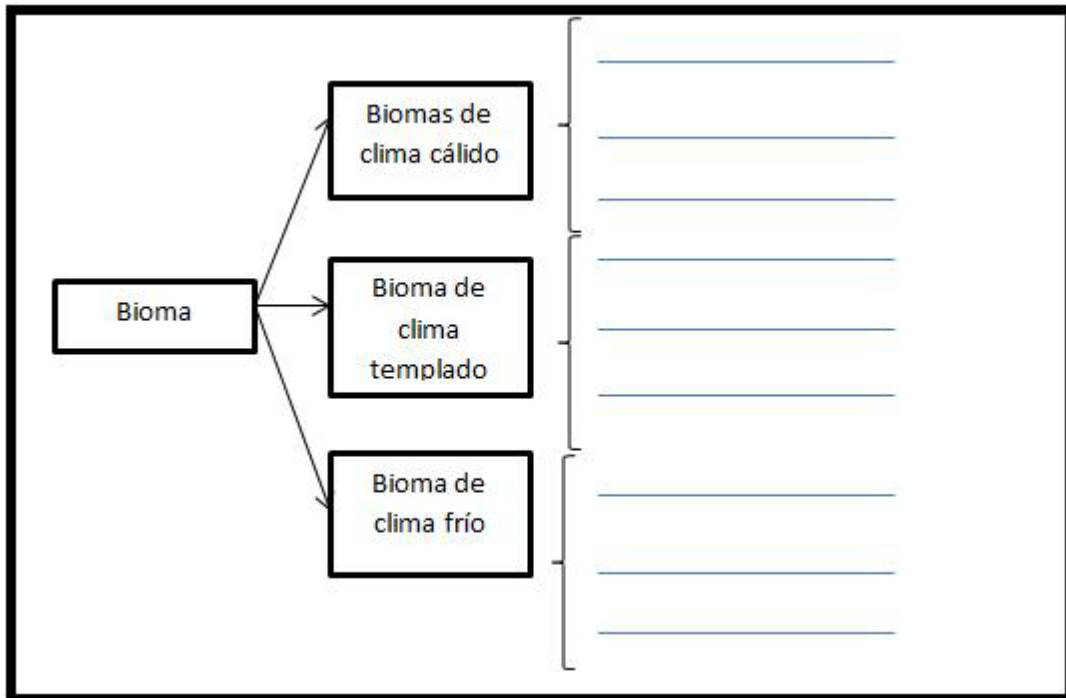 Biomas de
clima cálido
Bioma
Bioma de
clima
templado
Bioma de
clima frío